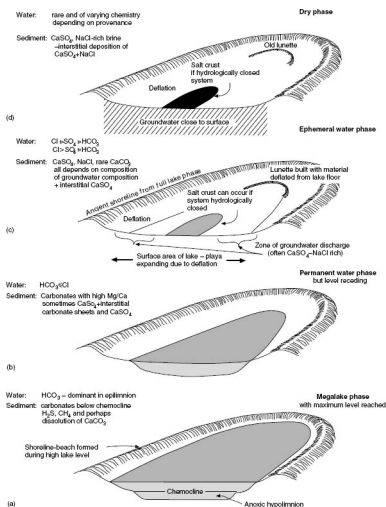 Dry phase
Water: rare and of varying chemistry
depending on provenance
Sediment: CaSO₄, NaCl-rich brine
–interstitial deposition of
CaSO₄+NaCl
Old lunette
Salt crust
if hydrologically closed
system
Deflation
Groundwater close to surface
(d)
Ephemeral water phase
Water: Cl≫SO₄≫HCO₃
Cl>SO₄>HCO₃
Sediment: CaSO₄, NaCl, rare CaCO₃
all depends on composition
of groundwater composition
+ interstitial CaSO₄
Ancient shoreline from full lake phase
Lunette built with material
deflated from lake floor
Salt crust can occur if
system hydrologically
closed
Deflation
(c)
Surface area of lake – playa
expanding due to deflation
Zone of groundwater discharge
(often CaSO₄–NaCl rich)
Permanent water phase
but level receding
Water: HCO₃≤Cl
Sediment: Carbonates with high Mg/Ca
sometimes CaSo₄+interstitial
carbonate sheets and CaSO₄
(b)
Megalake phase
with maximum level reached
Water: HCO₃ – dominant in epilimnion
Sediment: carbonates below chemocline
H₂S, CH₄ and perhaps
dissolution of CaCO₃
Shoreline-beach formed
during high lake level
Chemocline
Anoxic hypolimnion
(a)